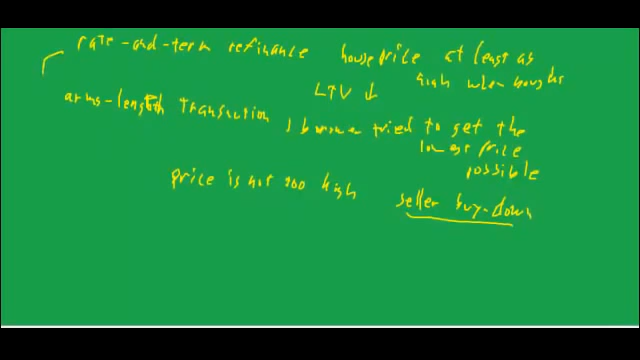 rate-and-term refinance house price at least as
high when bought
LTV ↓
arms-length transaction, borrower tried to get the
lowest price
possible
price is not too high
seller buy-down